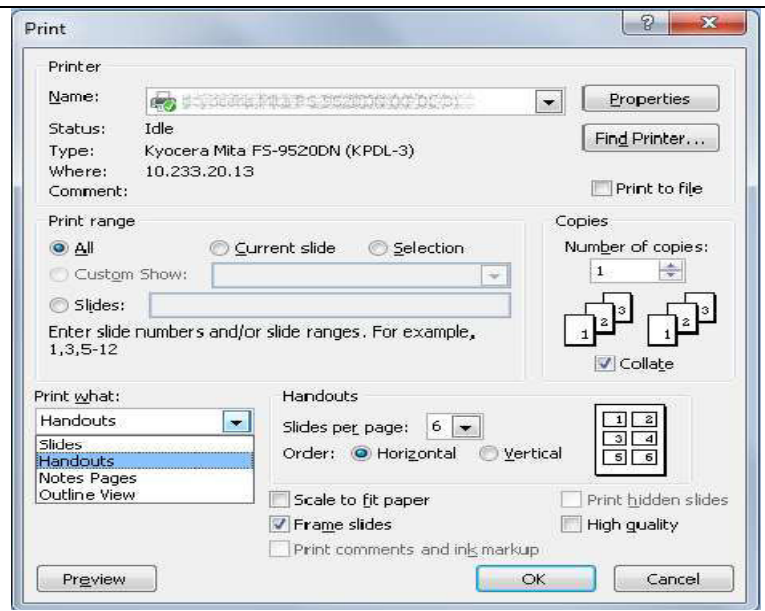 Print
Printer
Name:
Properties
Status: Idle
Find Printer...
Type: Kyocera Mita FS-9520DN (KPDL-3)
Where: 10.233.20.13
Comment:
Print to file
Print range
All Current slide Selection
Custom Show:
Slides:
Enter slide numbers and/or slide ranges. For example,
1,3,5-12
Copies
Number of copies:
1
1 2 3 1 2 3
Collate
Print what:
Handouts
Slides
Handouts
Notes Pages
Outline View
Handouts
Slides per page: 6
Order: Horizontal Vertical
1 2
3 4
5 6
Scale to fit paper
Print hidden slides
Frame slides
High quality
Print comments and ink markup
Preview
OK
Cancel